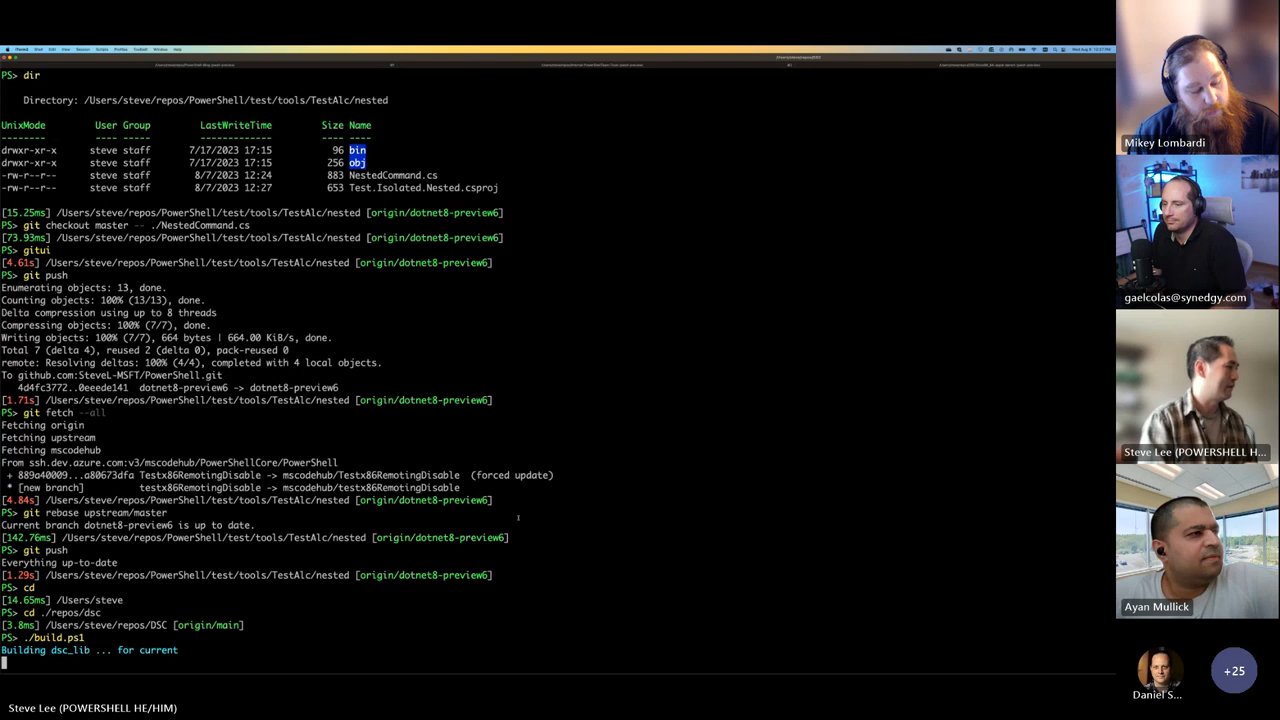 iTerm2 Shell Edit View Session Scripts Profiles Toolbelt Window Help
PS> dir
Directory: /Users/steve/repos/PowerShell/test/tools/TestAlc/nested
UnixMode User Group LastWriteTime Size Name
-------- ---- ----- ------------- ---- ----
drwxr-xr-x steve staff 7/17/2023 17:15 96 bin
drwxr-xr-x steve staff 7/17/2023 17:15 256 obj
-rw-r--r-- steve staff 8/7/2023 12:24 883 NestedCommand.cs
-rw-r--r-- steve staff 8/7/2023 12:27 653 Test.Isolated.Nested.csproj
[15.25ms] /Users/steve/repos/PowerShell/test/tools/TestAlc/nested [origin/dotnet8-preview6]
PS> git checkout master -- ./NestedCommand.cs
[73.93ms] /Users/steve/repos/PowerShell/test/tools/TestAlc/nested [origin/dotnet8-preview6]
PS> gitui
[4.61s] /Users/steve/repos/PowerShell/test/tools/TestAlc/nested [origin/dotnet8-preview6]
PS> git push
Enumerating objects: 13, done.
Counting objects: 100% (13/13), done.
Delta compression using up to 8 threads
Compressing objects: 100% (7/7), done.
Writing objects: 100% (7/7), 664 bytes | 664.00 KiB/s, done.
Total 7 (delta 4), reused 2 (delta 0), pack-reused 0
remote: Resolving deltas: 100% (4/4), completed with 4 local objects.
To github.com:SteveL-MSFT/PowerShell.git
4d4fc3772..0eeede141 dotnet8-preview6 -> dotnet8-preview6
[1.71s] /Users/steve/repos/PowerShell/test/tools/TestAlc/nested [origin/dotnet8-preview6]
PS> git fetch --all
Fetching origin
Fetching upstream
Fetching mscodehub
From ssh.dev.azure.com:v3/mscodehub/PowerShellCore/PowerShell
+ 889a40009...a80673dfa Testx86RemotingDisable -> mscodehub/Testx86RemotingDisable (forced update)
* [new branch] testx86RemotingDisable -> mscodehub/testx86RemotingDisable
[4.84s] /Users/steve/repos/PowerShell/test/tools/TestAlc/nested [origin/dotnet8-preview6]
PS> git rebase upstream/master
Current branch dotnet8-preview6 is up to date.
[142.76ms] /Users/steve/repos/PowerShell/test/tools/TestAlc/nested [origin/dotnet8-preview6]
PS> git push
Everything up-to-date
[1.29s] /Users/steve/repos/PowerShell/test/tools/TestAlc/nested [origin/dotnet8-preview6]
PS> cd
[14.65ms] /Users/steve
PS> cd ./repos/dsc
[3.8ms] /Users/steve/repos/DSC [origin/main]
PS> ./build.ps1
Building dsc_lib ... for current
Mikey Lombardi
gaelcolas@synedgy.com
Steve Lee (POWERSHELL H...
Ayan Mullick
Daniel S...
+25
Steve Lee (POWERSHELL HE/HIM)